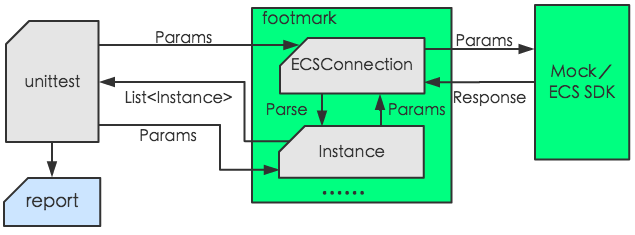 footmark
Params
Params
unittest
ECSConnection
Mock／
ECS SDK
List<Instance>
Parse
Params
Response
Params
Instance
report
······